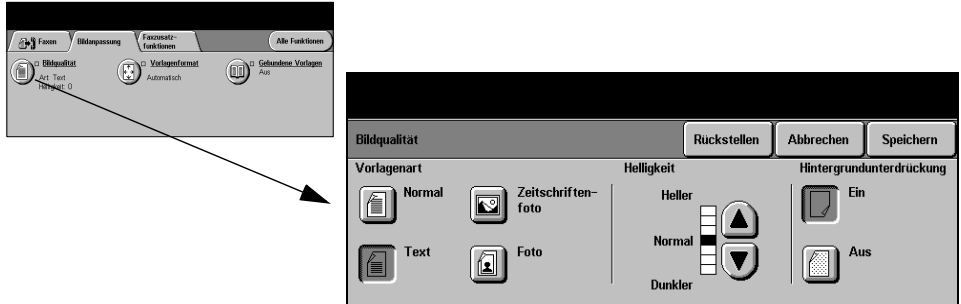 Faxen
Bildanpassung
Faxzusatz-
funktionen
Alle Funktionen
Bildqualität
Art Text
Helligkeit: 0
Vorlagenformat
Automatisch
Gebundene Vorlagen
Aus
Bildqualität
Rückstellen
Abbrechen
Speichern
Vorlagenart
Normal
Zeitschriften-
foto
Text
Foto
Helligkeit
Heller
Normal
Dunkler
Hintergrundunterdrückung
Ein
Aus